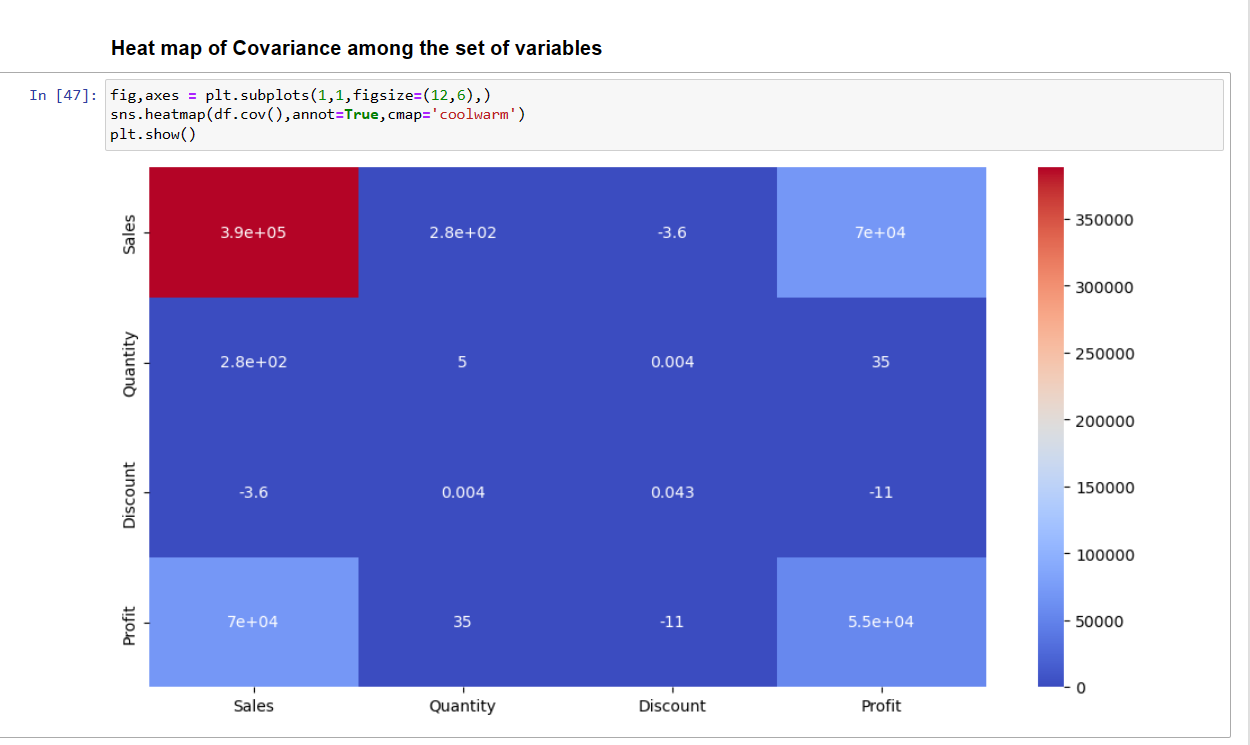 Heat map of Covariance among the set of variables
In [47]: fig,axes = plt.subplots(1,1,figsize=(12,6),)
sns.heatmap(df.cov(),annot=True,cmap='coolwarm')
plt.show()
Sales 3.9e+05 2.8e+02 -3.6 7e+04
Quantity 2.8e+02 5 0.004 35
Discount -3.6 0.004 0.043 -11
Profit 7e+04 35 -11 5.5e+04
Sales Quantity Discount Profit
350000
300000
250000
200000
150000
100000
50000
0